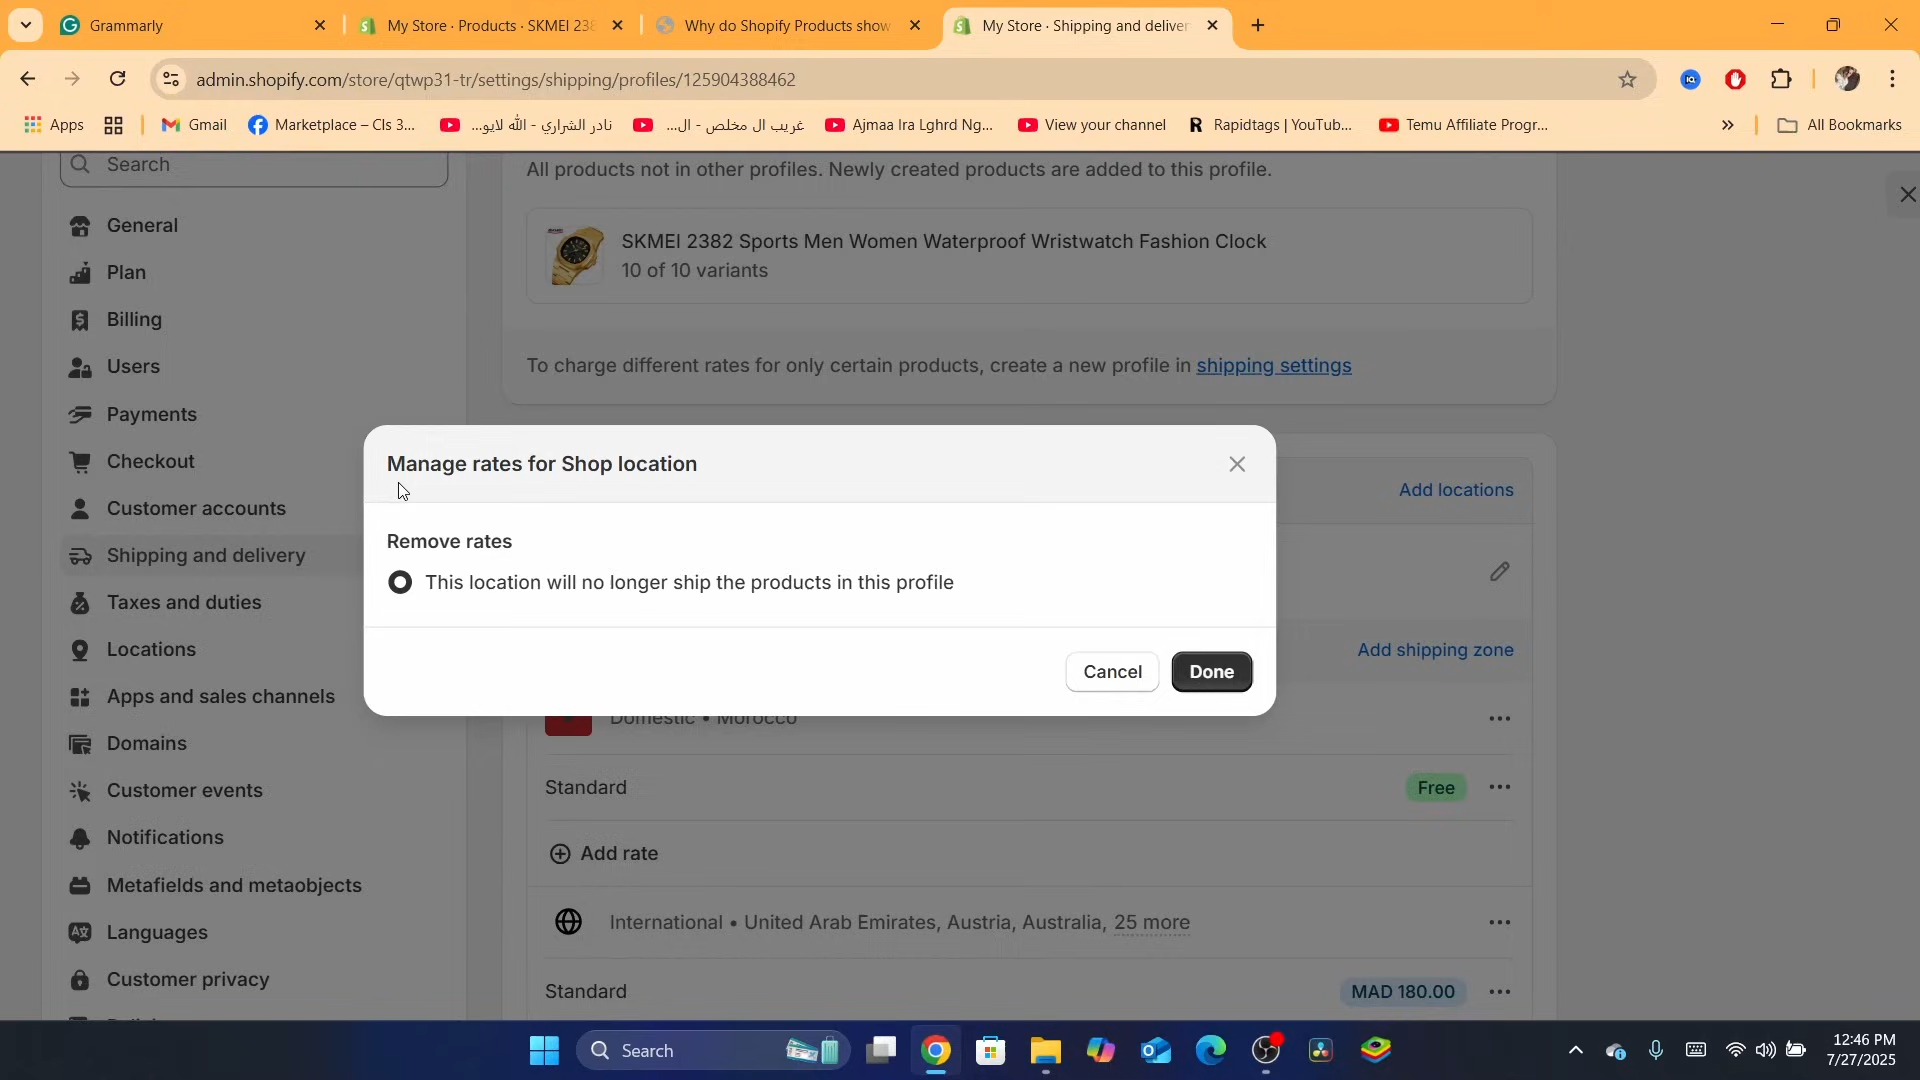 Grammarly
My Store · Products · SKMEI 238
Why do Shopify Products show
My Store · Shipping and deliver
admin.shopify.com/store/qtwp31-tr/settings/shipping/profiles/125904388462
Apps
Gmail
Marketplace – Cls 3...
نادر الشراري - الله لايو...
غريب ال مخلص - ال...
Ajmaa Ira Lghrd Ng...
View your channel
Rapidtags | YouTub...
Temu Affiliate Progr...
»
All Bookmarks
Search
All products not in other profiles. Newly created products are added to this profile.
General
SKMEI 2382 Sports Men Women Waterproof Wristwatch Fashion Clock
10 of 10 variants
Plan
Billing
Users
To charge different rates for only certain products, create a new profile in shipping settings
Payments
Checkout
Manage rates for Shop location
Add locations
Customer accounts
Remove rates
Shipping and delivery
This location will no longer ship the products in this profile
Taxes and duties
Locations
Add shipping zone
Cancel
Done
Apps and sales channels
Domestic • Morocco
Domains
Standard
Free
Customer events
Notifications
Add rate
Metafields and metaobjects
International • United Arab Emirates, Austria, Australia, 25 more
Languages
Customer privacy
Standard
MAD 180.00
Search
12:46 PM
7/27/2025